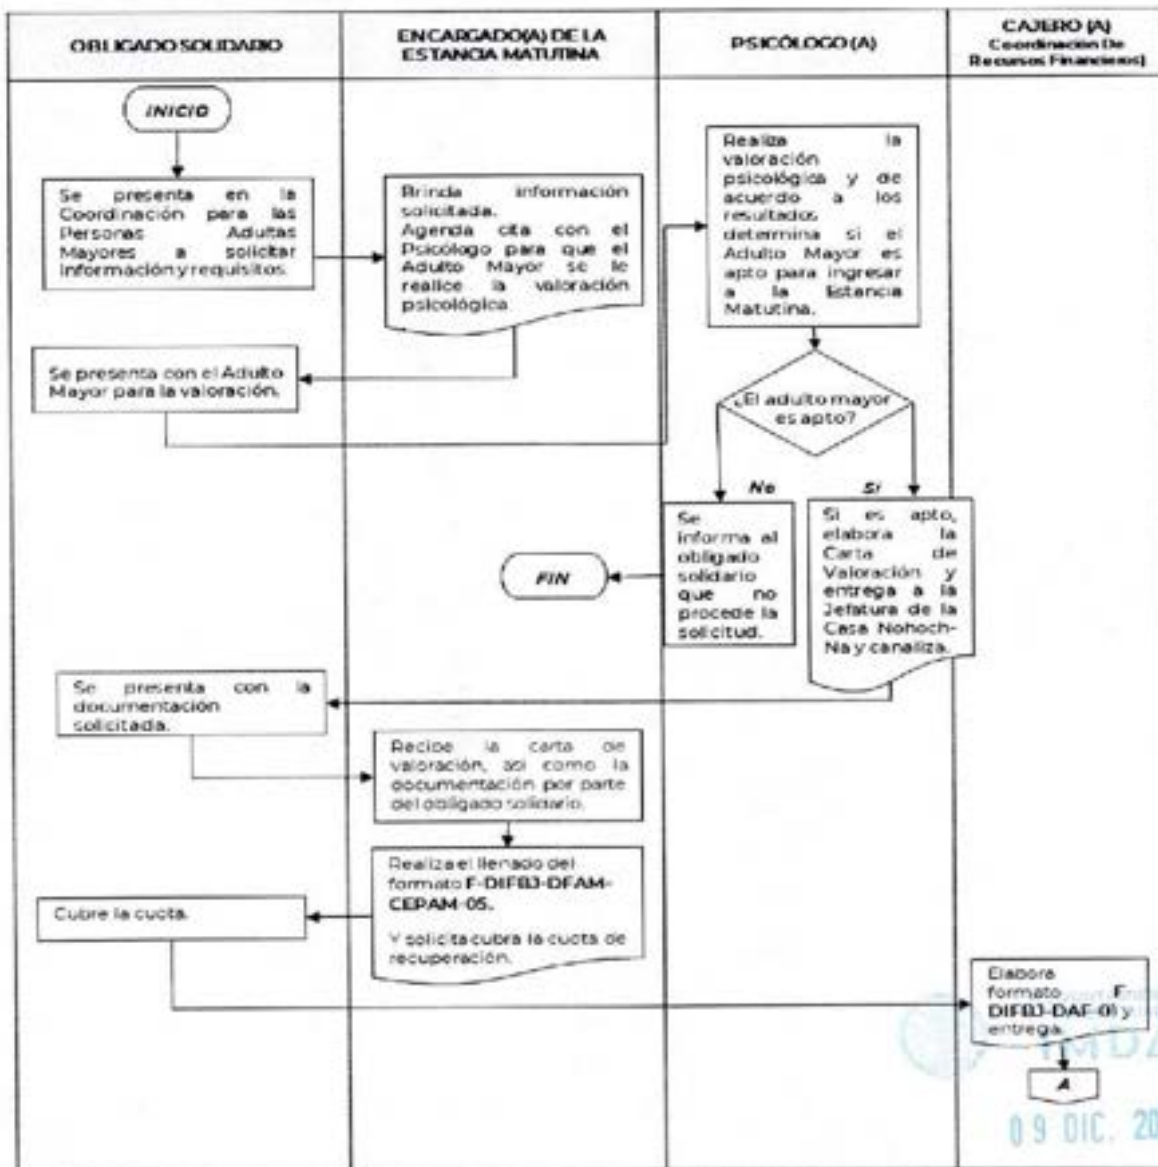 OBLIGADO SOLIDARIO
ENCARGADO(A) DE LA
ESTANCIA MATUTINA
PSICÓLOGO (A)
CAJERO (A)
Coordinación De
Recursos Financieros)
INICIO
Se presenta en la
Coordinación para las
Personas Adultas
Mayores a solicitar
información y requisitos.
Brinda información
solicitada.
Agenda cita con el
Psicólogo para que el
Adulto Mayor se le
realice la valoración
psicológica
Realiza la
valoración
psicológica y de
acuerdo a los
resultados
determina si el
Adulto Mayor es
apto para ingresar
a la Estancia
Matutina.
Se presenta con el Adulto
Mayor para la valoración.
¿El adulto mayor
es apto?
No
Si
Se
informa al
obligado
solidario
que no
procede la
solicitud.
FIN
Si es apto,
elabora la
Carta de
Valoración y
entrega a la
Jefatura de la
Casa Nohoch-
Na y canaliza.
Se presenta con la
documentación
solicitada.
Recibe la carta de
valoración, así como la
documentación por parte
del obligado solidario.
Realiza el llenado del
formato F-DIFBJ-DFAM-
CEPAM-05.
Y solicita cubra la cuota de
recuperación.
Cubre la cuota.
Elabora
formato F
DIFBJ-DAF-01 y
entrega.
A
09 DIC. 20